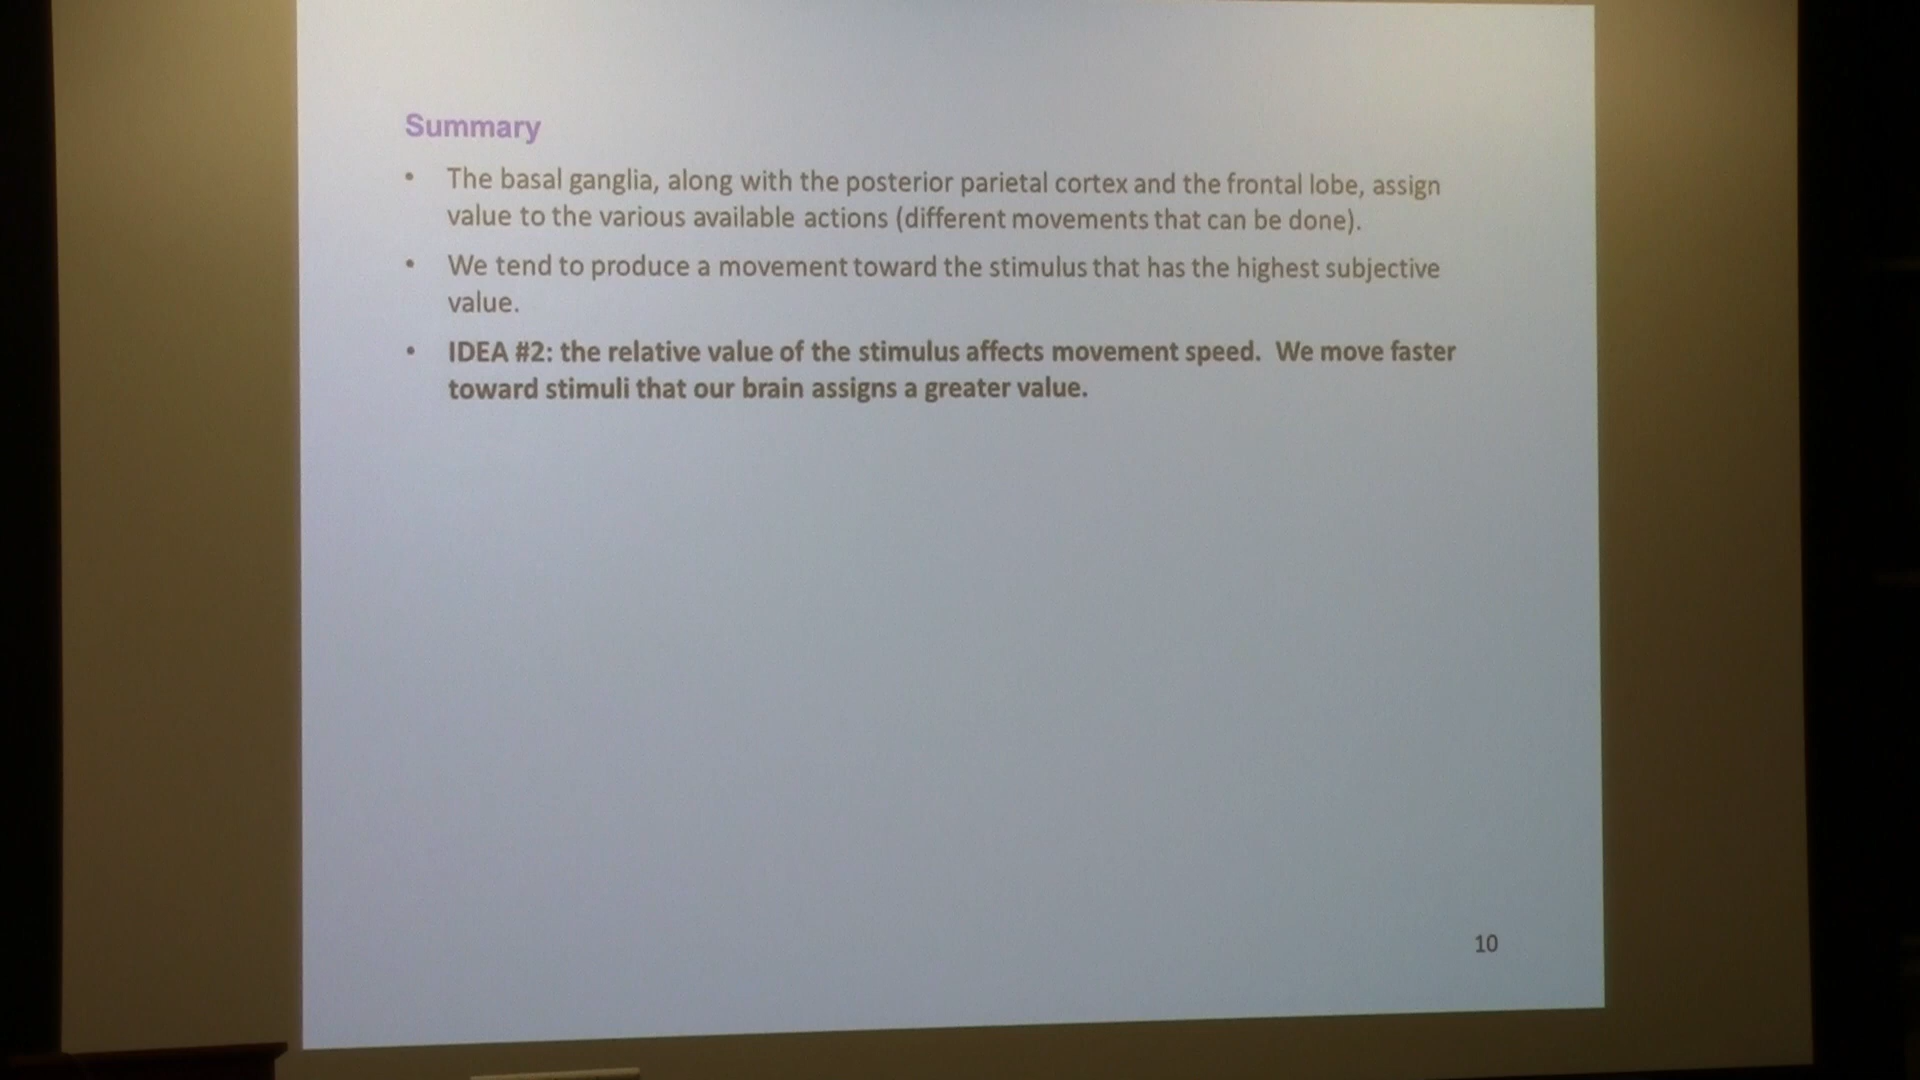 Summary
• The basal ganglia, along with the posterior parietal cortex and the frontal lobe, assign
value to the various available actions (different movements that can be done).
• We tend to produce a movement toward the stimulus that has the highest subjective
value.
• IDEA #2: the relative value of the stimulus affects movement speed.  We move faster
toward stimuli that our brain assigns a greater value.
10